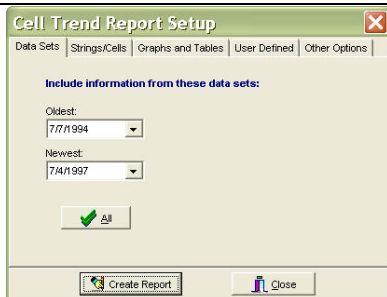 Cell Trend Report Setup
Data Sets Strings/Cells Graphs and Tables User Defined Other Options
Include information from these data sets:
Oldest:
7/7/1994
Newest:
7/4/1997
All
Create Report Close